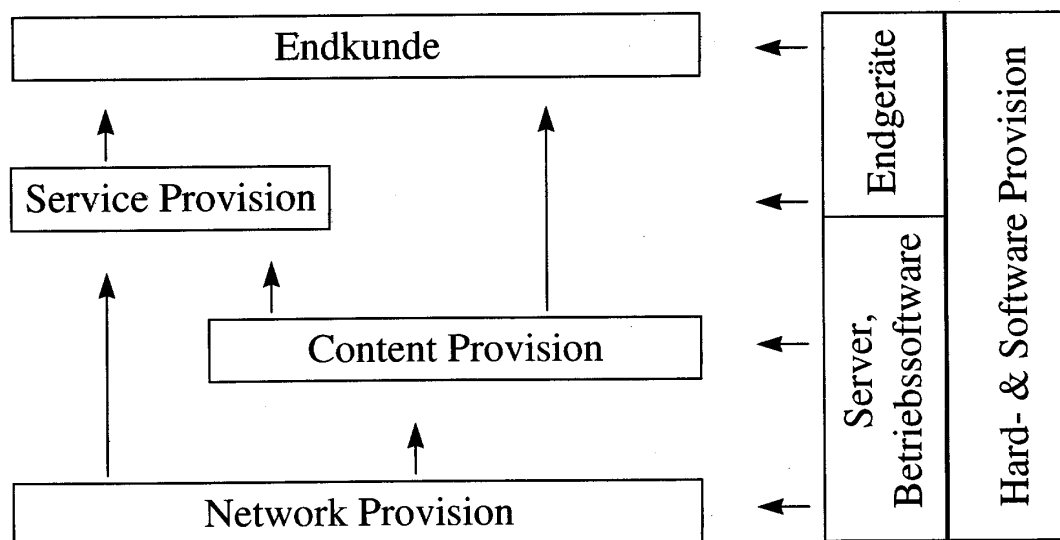 Endkunde
Service Provision
Content Provision
Network Provision
Endgeräte
Server,
Betriebssoftware
Hard- & Software Provision